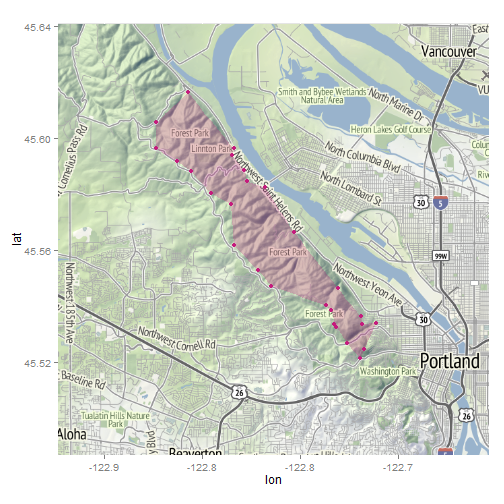 45.64
45.60
45.56
45.52
lat
-122.9
-122.8
-122.8
-122.7
lon
Vancouver
Smith and Bybee Wetlands
Natural Area
North Marine Dr
Heron Lakes Golf Course
North Columbia Blvd
North Lombard St
Forest Park
Linnton Park
Northwest Saint Helens Rd
Cornelius Pass Rd
30
5
99W
Forest Park
Northwest Yeon Ave
Northwest 185th Ave
Forest Park
30
Northwest Cornell Rd
Portland
Washington Park
Baseline Rd
26
26
Tualatin Hills Nature
Park
Aloha
y Blvd
Beaverton
5